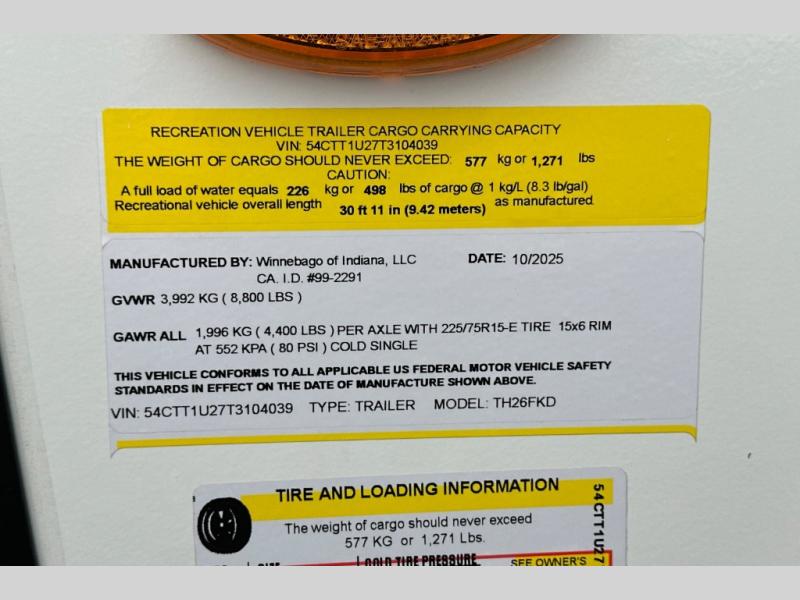 RECREATION VEHICLE TRAILER CARGO CARRYING CAPACITY
VIN: 54CTT1U27T3104039
THE WEIGHT OF CARGO SHOULD NEVER EXCEED: 577 kg or 1,271 lbs
CAUTION:
A full load of water equals 226 kg or 498 lbs of cargo @ 1 kg/L (8.3 lb/gal)
Recreational vehicle overall length 30 ft 11 in (9.42 meters) as manufactured.
MANUFACTURED BY: Winnebago of Indiana, LLC DATE: 10/2025
CA. I.D. #99-2291
GVWR 3,992 KG ( 8,800 LBS )
GAWR ALL 1,996 KG ( 4,400 LBS ) PER AXLE WITH 225/75R15-E TIRE 15x6 RIM
AT 552 KPA ( 80 PSI ) COLD SINGLE
THIS VEHICLE CONFORMS TO ALL APPLICABLE US FEDERAL MOTOR VEHICLE SAFETY
STANDARDS IN EFFECT ON THE DATE OF MANUFACTURE SHOWN ABOVE.
VIN: 54CTT1U27T3104039 TYPE: TRAILER MODEL: TH26FKD
TIRE AND LOADING INFORMATION
The weight of cargo should never exceed
577 KG or 1,271 Lbs.
COLD TIRE PRESSURE SEE OWNER'S
54CTT1U27